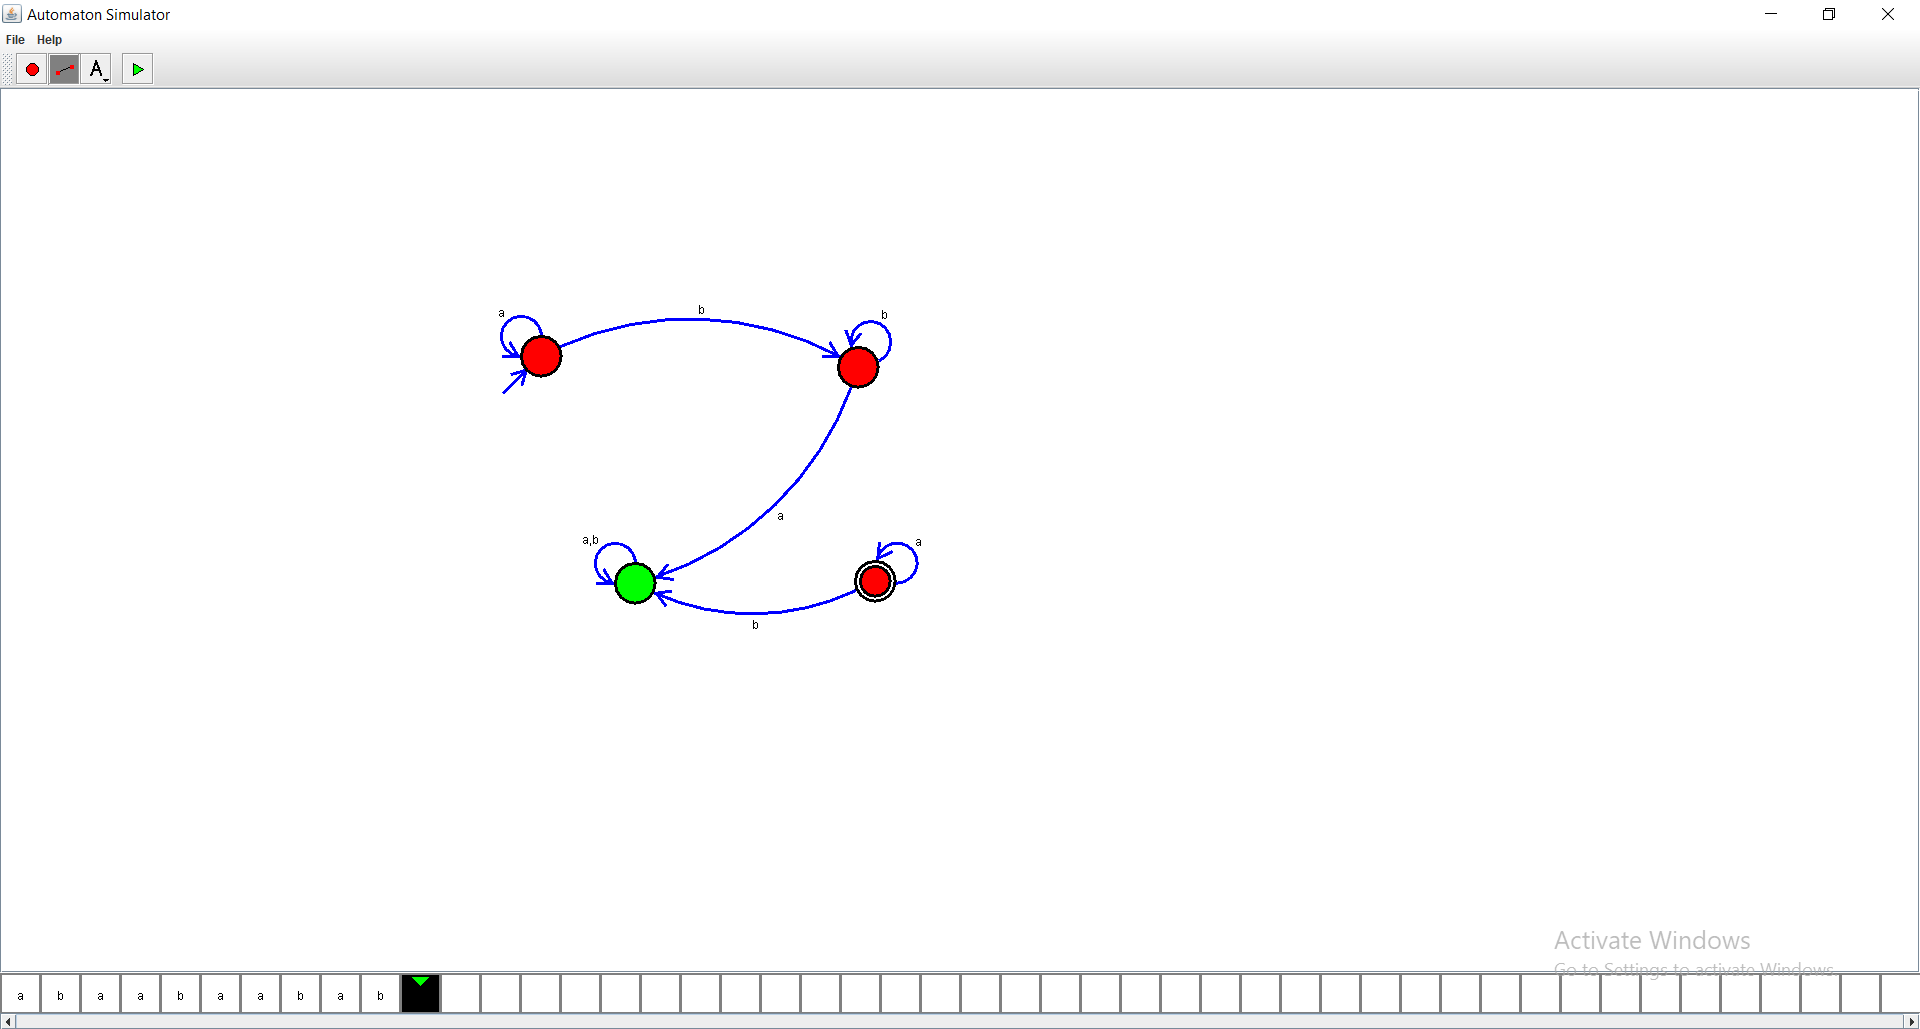 Automaton Simulator
File Help
A
a
b
b
a
a,b
a
b
Activate Windows
Go to Settings to activate Windows.
a b a a b a a b a b